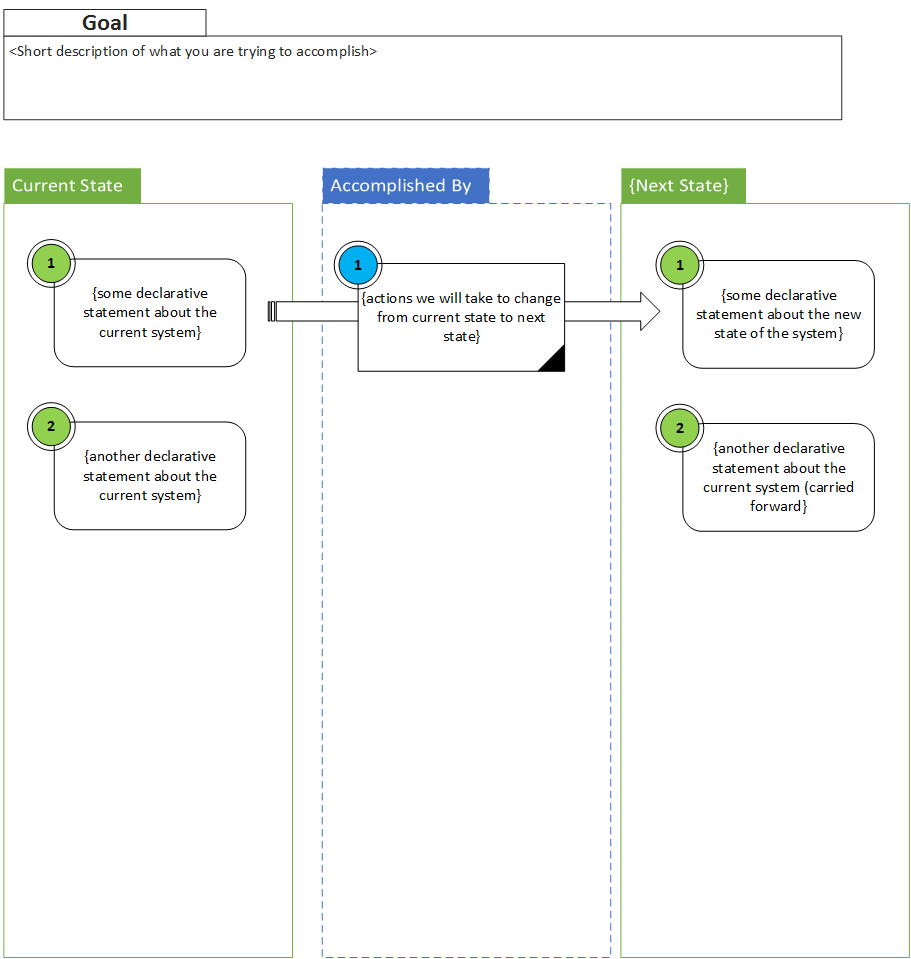 Goal
<Short description of what you are trying to accomplish>
Current State
Accomplished By
{Next State}
1
{some declarative
statement about the
current system}
1
{actions we will take to change
from current state to next
state}
1
{some declarative
statement about the new
state of the system}
2
{another declarative
statement about the
current system}
2
{another declarative
statement about the
current system (carried
forward}